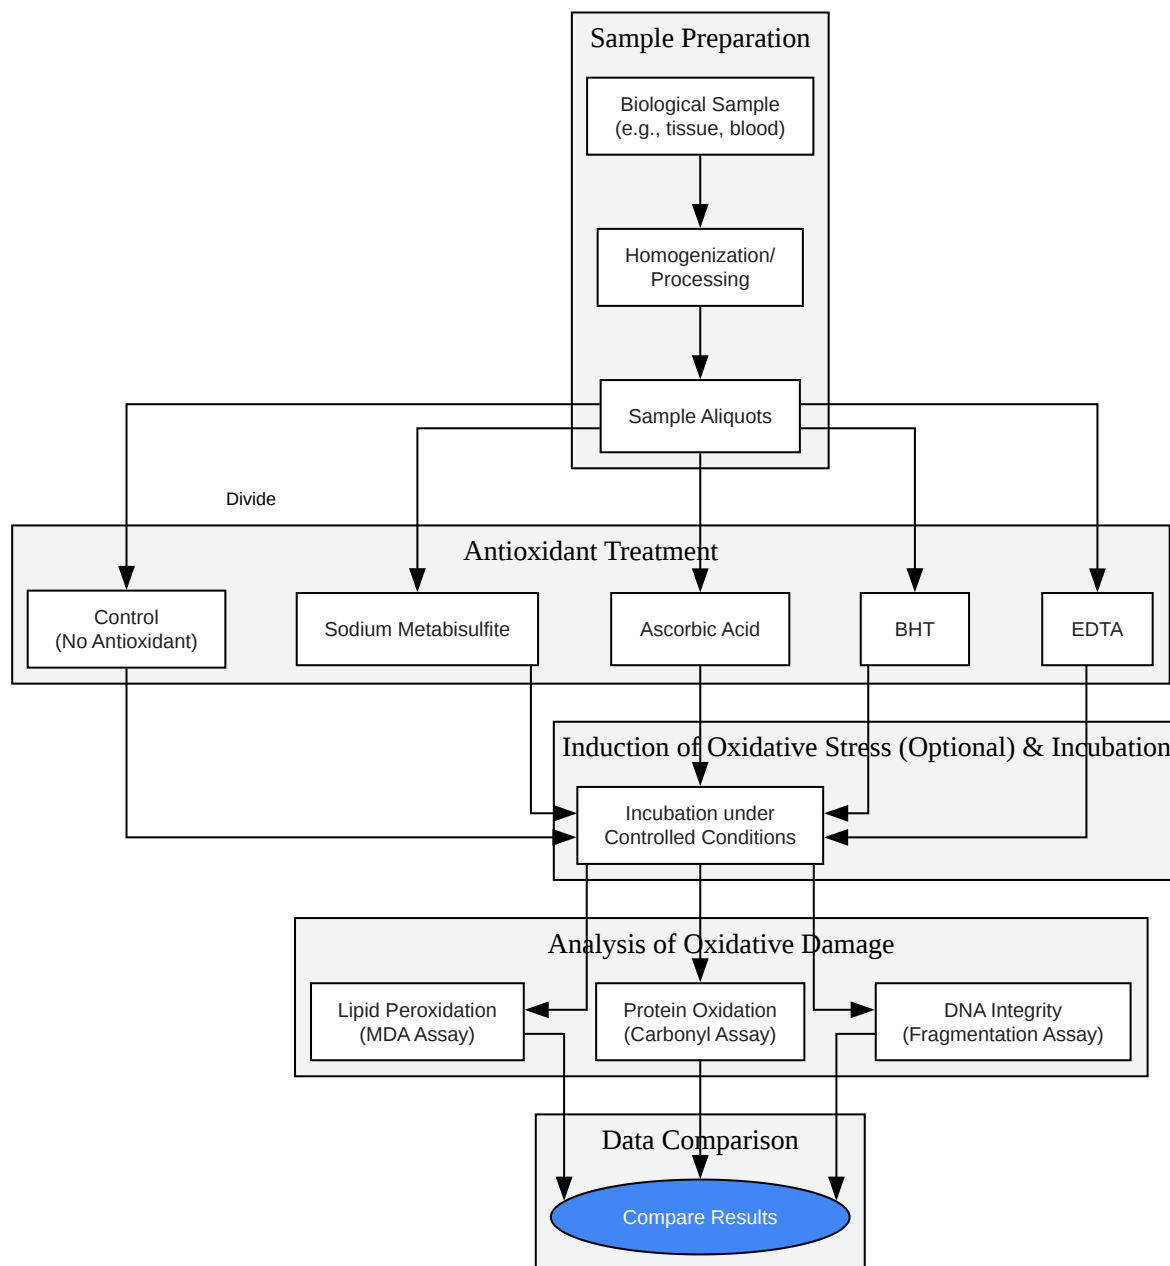 Sample Preparation
Biological Sample
(e.g., tissue, blood)
Homogenization/
Processing
Sample Aliquots
Divide
Antioxidant Treatment
Control
(No Antioxidant)
Sodium Metabisulfite
Ascorbic Acid
BHT
EDTA
Induction of Oxidative Stress (Optional) & Incubation
Incubation under
Controlled Conditions
Analysis of Oxidative Damage
Lipid Peroxidation
(MDA Assay)
Protein Oxidation
(Carbonyl Assay)
DNA Integrity
(Fragmentation Assay)
Data Comparison
Compare Results